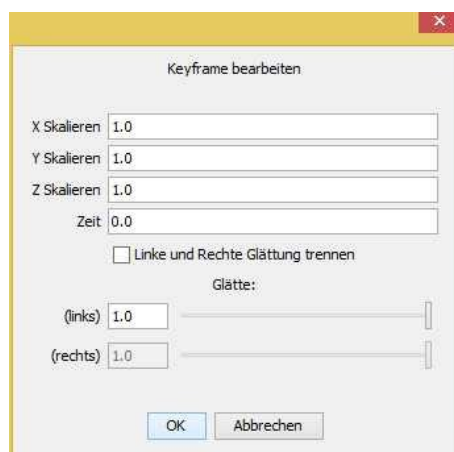 Keyframe bearbeiten
X Skalieren 1.0
Y Skalieren 1.0
Z Skalieren 1.0
Zeit 0.0
Linke und Rechte Glättung trennen
Glätte:
(links) 1.0
(rechts) 1.0
OK Abbrechen